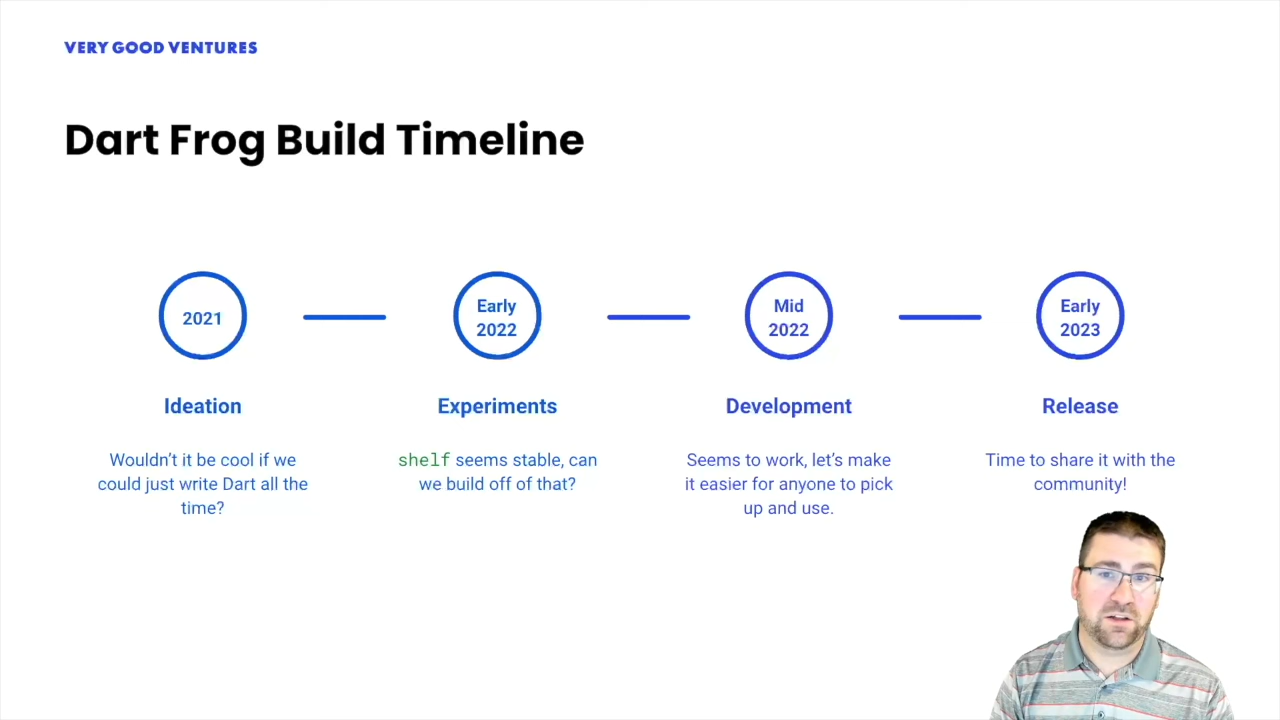 VERY GOOD VENTURES
Dart Frog Build Timeline
2021
Early
2022
Mid
2022
Early
2023
Ideation
Experiments
Development
Release
Wouldn't it be cool if we
could just write Dart all the
time?
shelf seems stable, can
we build off of that?
Seems to work, let's make
it easier for anyone to pick
up and use.
Time to share it with the
community!